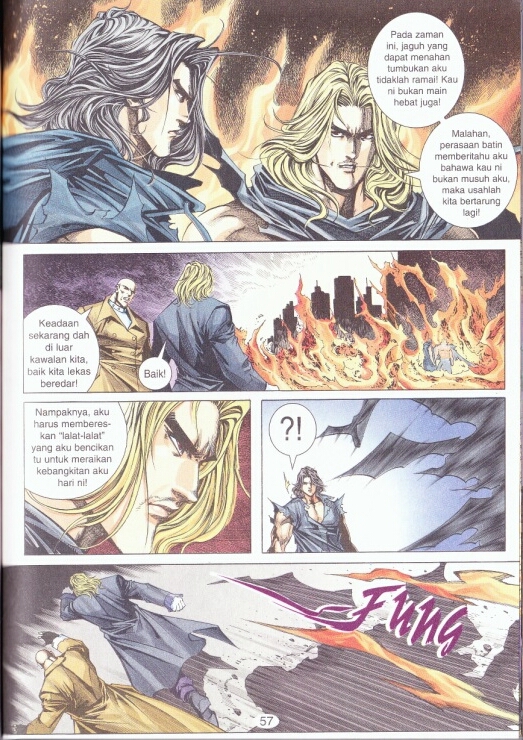 Pada zaman
ini, jaguh yang
dapat menahan
tumbukan aku
tidaklah ramai! Kau
ni bukan main
hebat juga!
Malahan,
perasaan batin
memberitahu aku
bahawa kau ni
bukan musuh aku,
maka usahlah
kita bertarung
lagi!
Keadaan
sekarang dah
di luar
kawalan kita,
baik kita lekas
beredar!
Baik!
Nampaknya, aku
harus memberes-
kan "lalat-lalat"
yang aku bencikan
tu untuk meraikan
kebangkitan aku
hari ni!
?!
FUUG
57